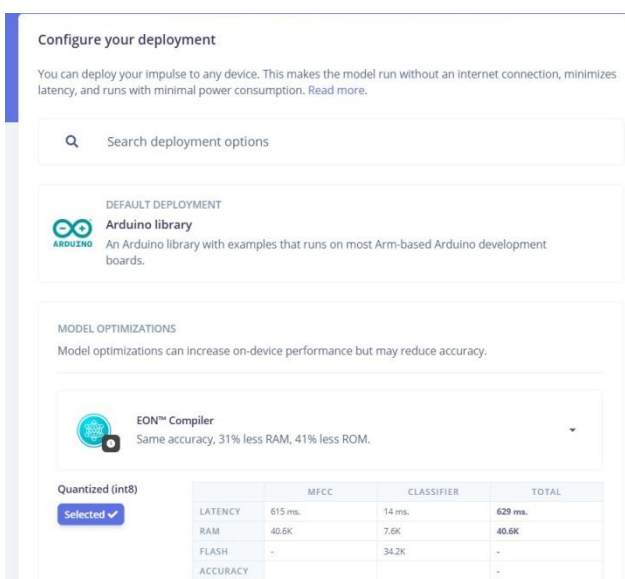 Configure your deployment
You can deploy your impulse to any device. This makes the model run without an internet connection, minimizes
latency, and runs with minimal power consumption. Read more.
Search deployment options
DEFAULT DEPLOYMENT
Arduino library
ARDUINO
An Arduino library with examples that runs on most Arm-based Arduino development
boards.
MODEL OPTIMIZATIONS
Model optimizations can increase on-device performance but may reduce accuracy.
EON™ Compiler
Same accuracy, 31% less RAM, 41% less ROM.
Quantized (int8)
Selected ✓
MFCC CLASSIFIER TOTAL
LATENCY 615 ms. 14 ms. 629 ms.
RAM 40.6K 7.6K 40.6K
FLASH - 34.2K -
ACCURACY -